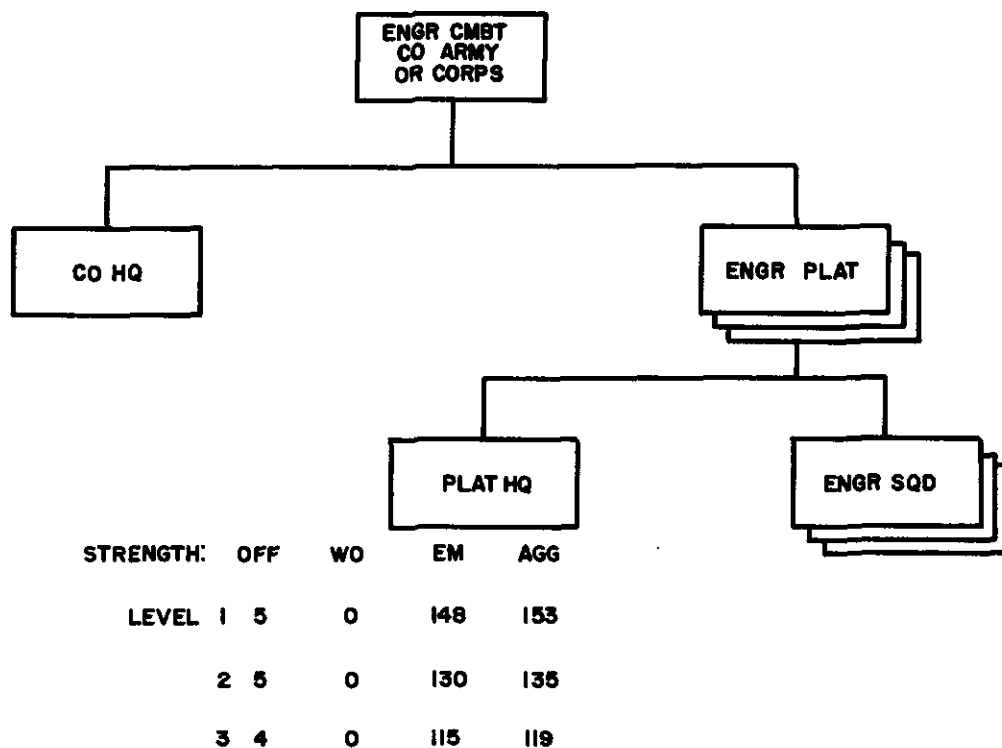 ENGR CMBT
CO ARMY
OR CORPS
CO HQ
ENGR PLAT
PLAT HQ
ENGR SQD
STRENGTH: OFF WO EM AGG
LEVEL 1 5 0 148 153
2 5 0 130 135
3 4 0 115 119